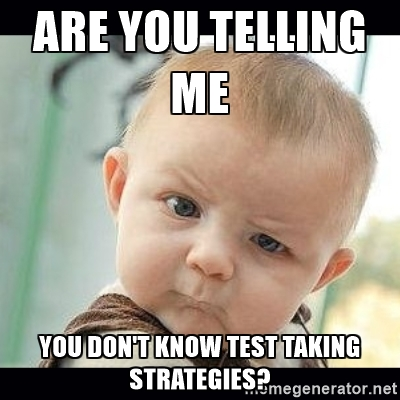 ARE YOU TELLING
ME
YOU DON'T KNOW TEST TAKING
STRATEGIES?
memegenerator.net